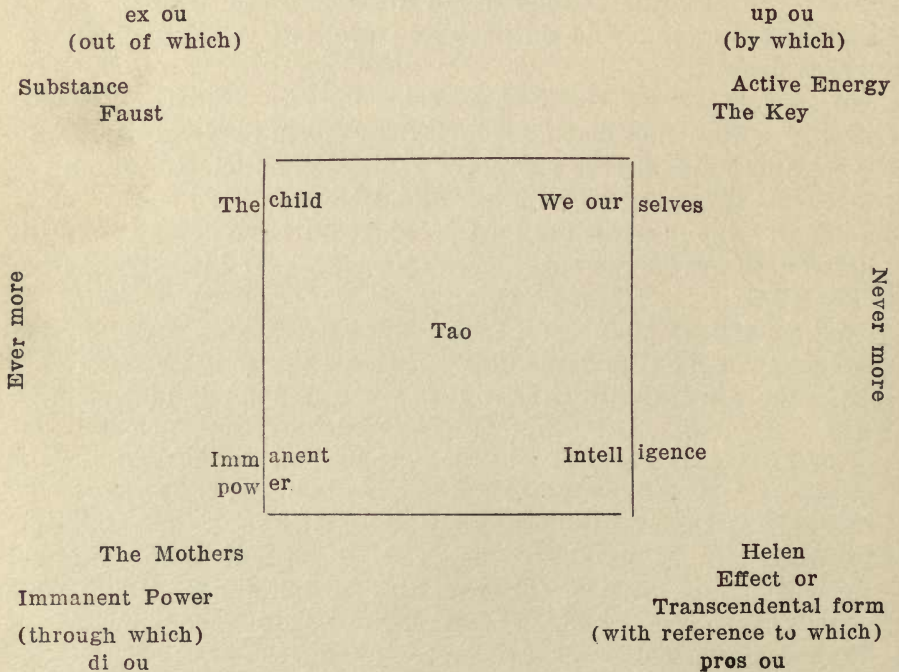 ex ou
(out of which)
up ou
(by which)
Substance
Faust
Active Energy
The Key
The child
We our selves
Ever more
Never more
Tao
Imm anent
pow er
Intell igence
The Mothers
Immanent Power
(through which)
di ou
Helen
Effect or
Transcendental form
(with reference to which)
pros ou